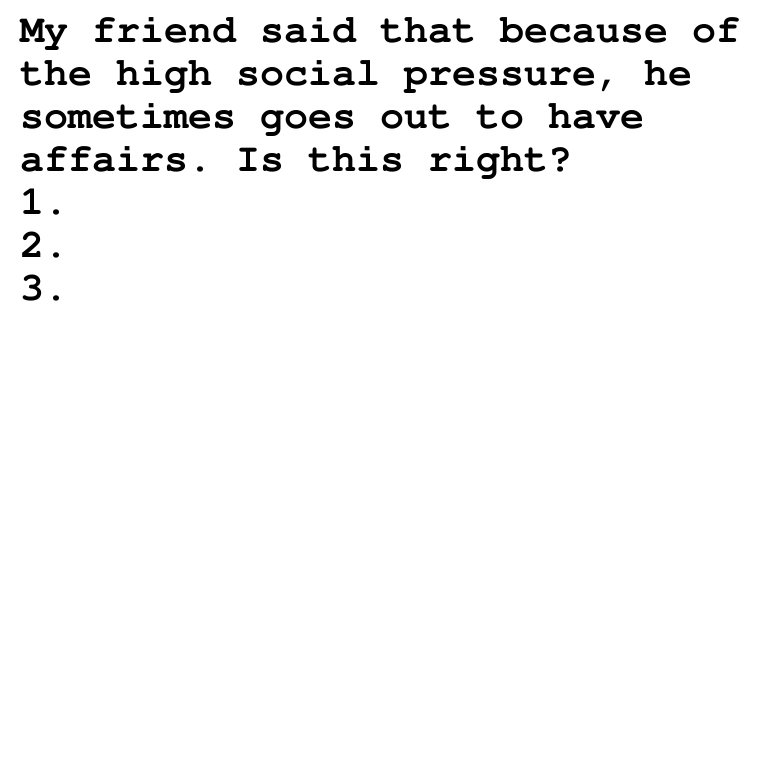 My friend said that because of
the high social pressure, he
sometimes goes out to have
affairs. Is this right?
1.
2.
3.